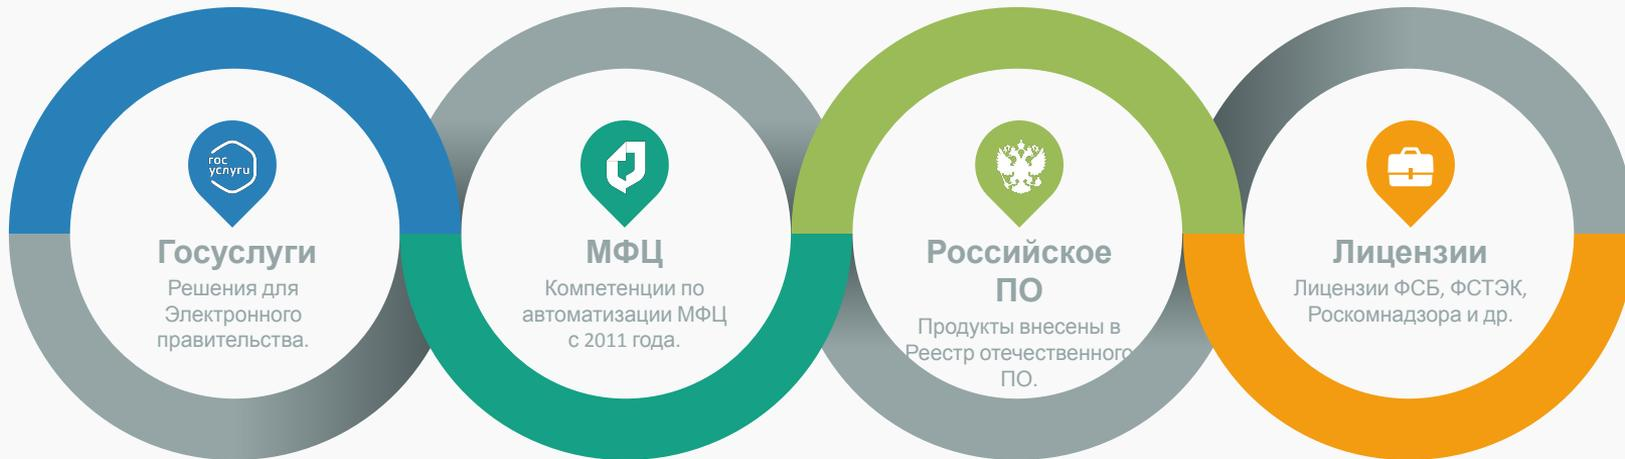 гос
услуги
Госуслуги
Решения для
Электронного
правительства.
МФЦ
Компетенции по
автоматизации МФЦ
с 2011 года.
Российское
ПО
Продукты внесены в
Реестр отечественного
ПО.
Лицензии
Лицензии ФСБ, ФСТЭК,
Роскомнадзора и др.